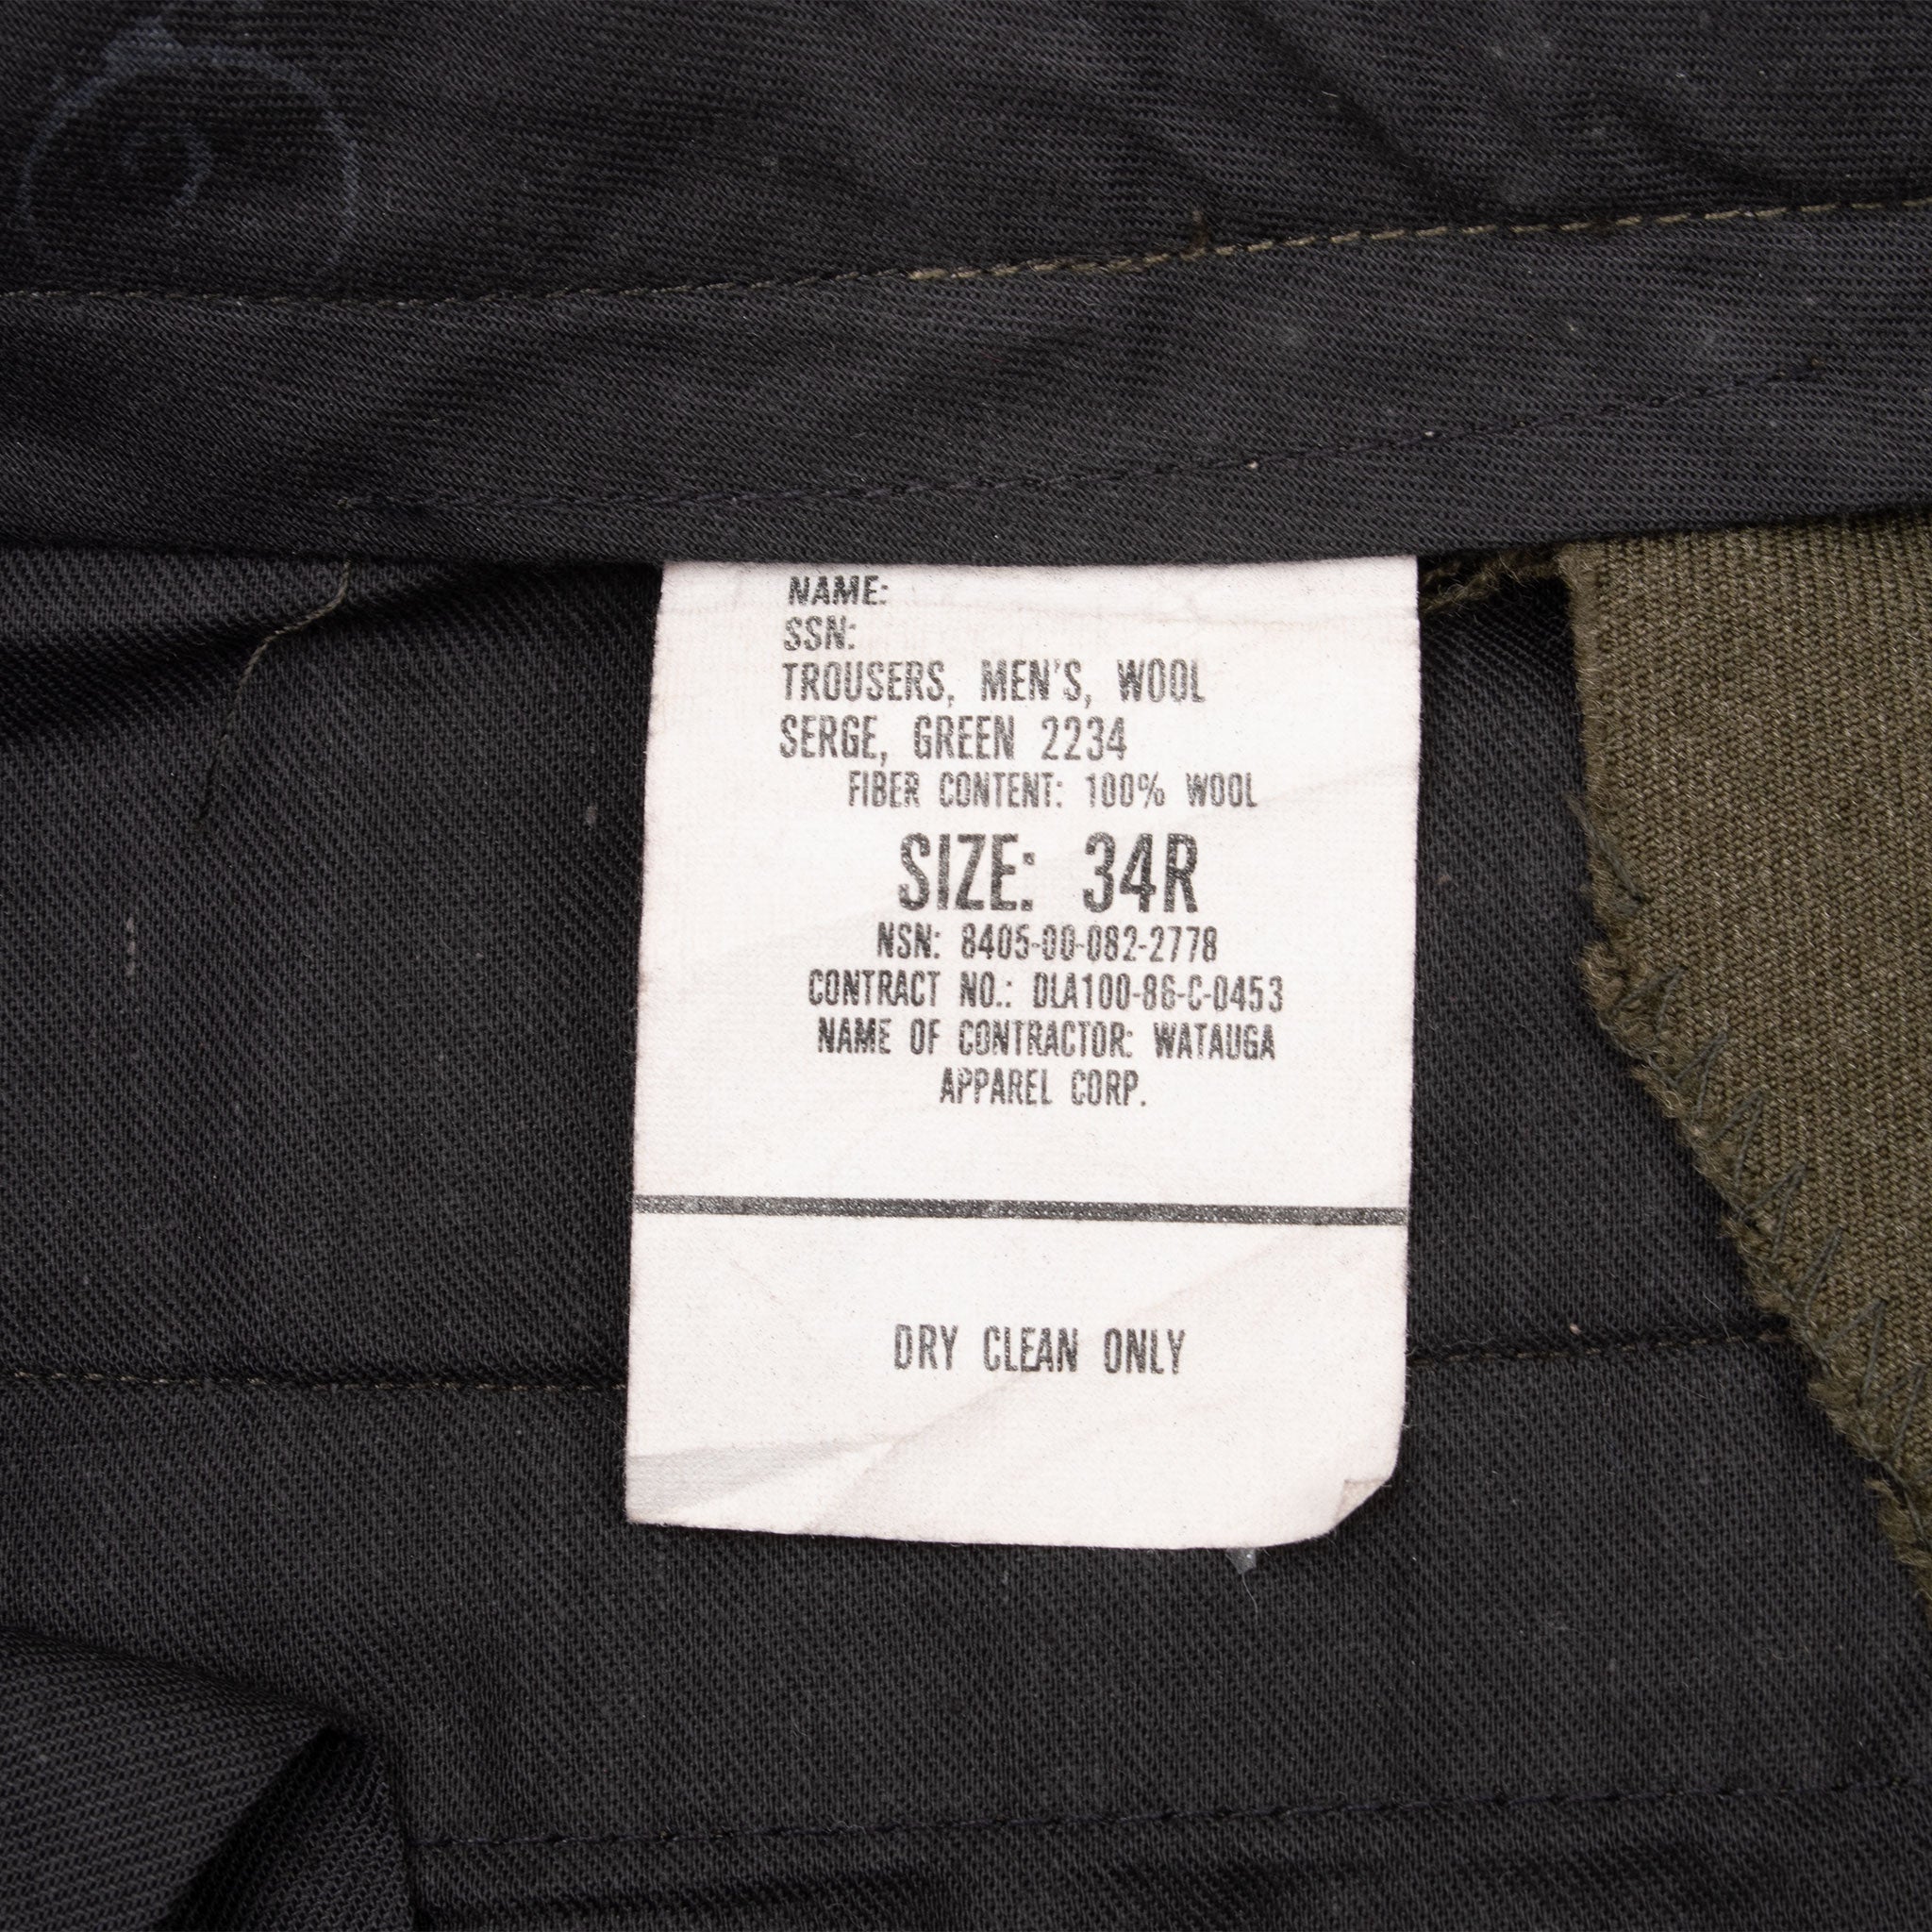 NAME:
SSN:
TROUSERS, MEN'S, WOOL
SERGE, GREEN 2234
FIBER CONTENT: 100% WOOL
SIZE: 34R
NSN: 8405-00-082-2778
CONTRACT NO.: DLA100-86-C-0453
NAME OF CONTRACTOR: WATAUGA
APPAREL CORP.
DRY CLEAN ONLY